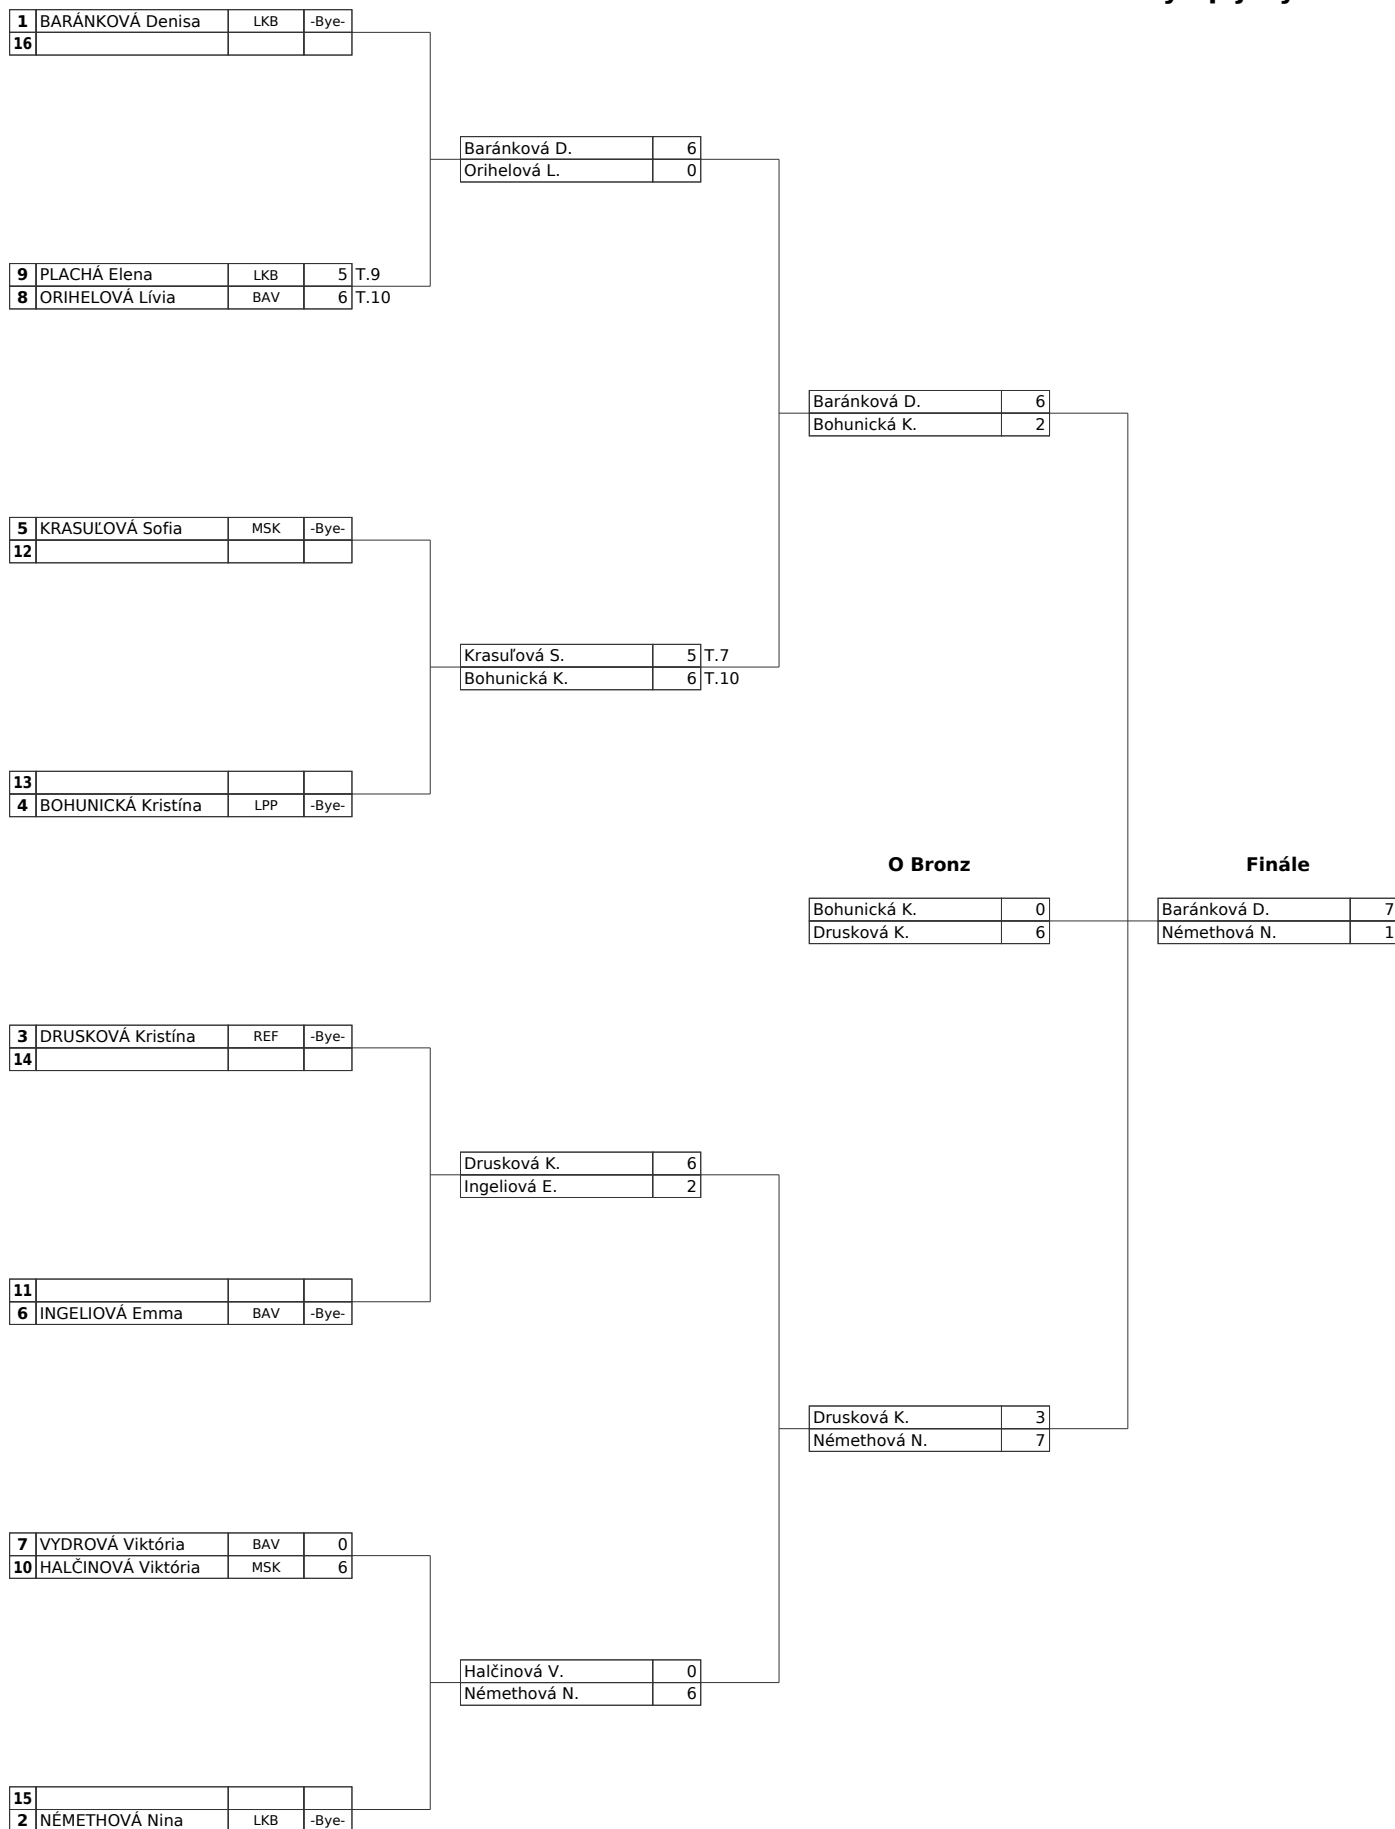 1 BARÁNKOVÁ Denisa LKB -Bye-
16
Baránková D. 6
Orihelová L. 0
9 PLACHÁ Elena LKB 5 T.9
8 ORIHELOVÁ Lívia BAV 6 T.10
Baránková D. 6
Bohunická K. 2
5 KRASUĽOVÁ Sofia MSK -Bye-
12
Krasuľová S. 5 T.7
Bohunická K. 6 T.10
13
4 BOHUNICKÁ Kristína LPP -Bye-
O Bronz Finále
Bohunická K. 0 Baránková D. 7
Drusková K. 6 Némethová N. 1
3 DRUSKOVÁ Kristína REF -Bye-
14
Drusková K. 6
Ingeliová E. 2
11
6 INGELIOVÁ Emma BAV -Bye-
Drusková K. 3
Némethová N. 7
7 VYDROVÁ Viktória BAV 0
10 HALČINOVÁ Viktória MSK 6
Halčinová V. 0
Némethová N. 6
15
2 NÉMETHOVÁ Nina LKB -Bye-